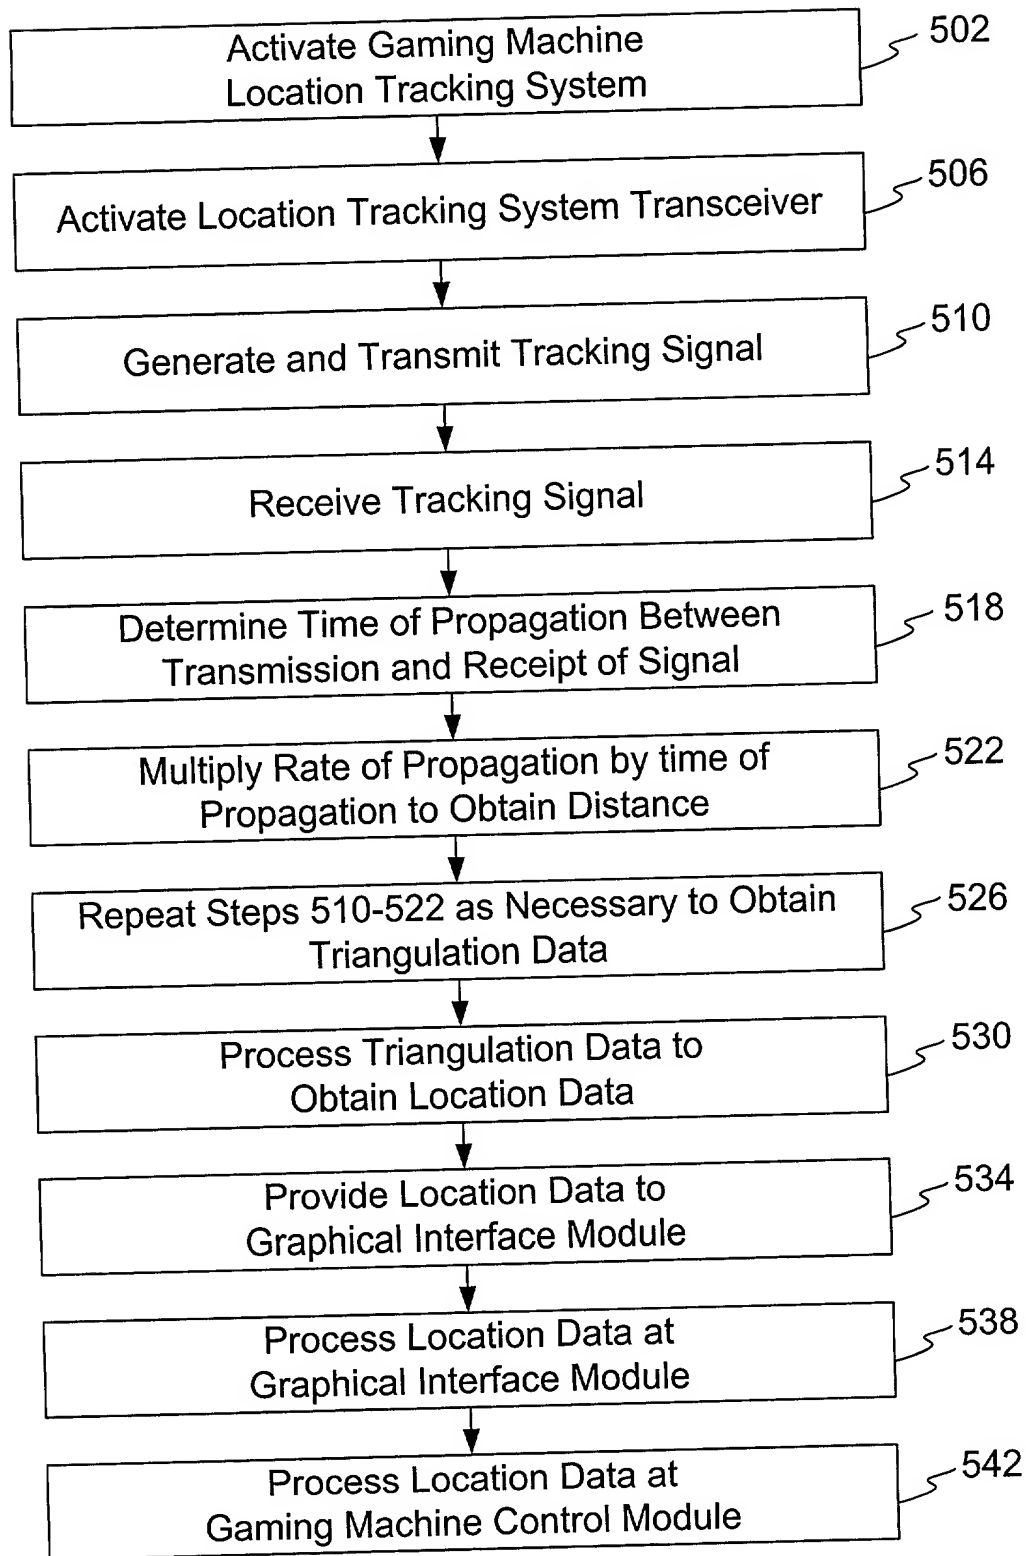 Activate Gaming Machine
Location Tracking System
502
Activate Location Tracking System Transceiver
506
Generate and Transmit Tracking Signal
510
Receive Tracking Signal
514
Determine Time of Propagation Between
Transmission and Receipt of Signal
518
Multiply Rate of Propagation by time of
Propagation to Obtain Distance
522
Repeat Steps 510-522 as Necessary to Obtain
Triangulation Data
526
Process Triangulation Data to
Obtain Location Data
530
Provide Location Data to
Graphical Interface Module
534
Process Location Data at
Graphical Interface Module
538
Process Location Data at
Gaming Machine Control Module
542